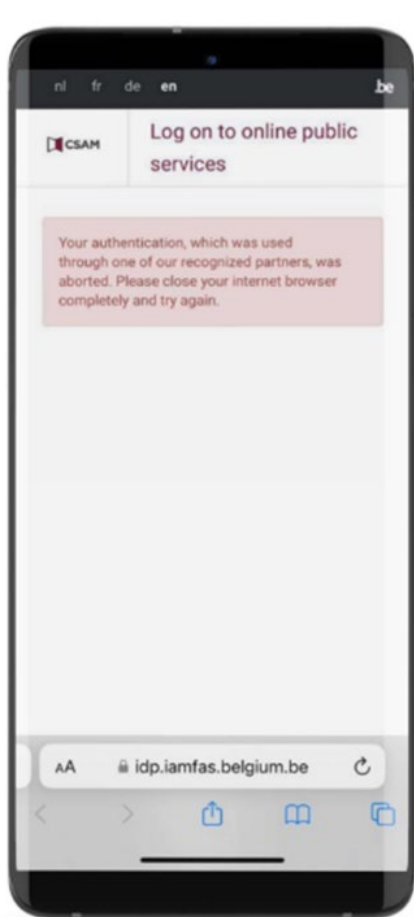 nl fr de en .be
CSAM
Log on to online public
services
Your authentication, which was used
through one of our recognized partners, was
aborted. Please close your internet browser
completely and try again.
AA idp.iamfas.belgium.be